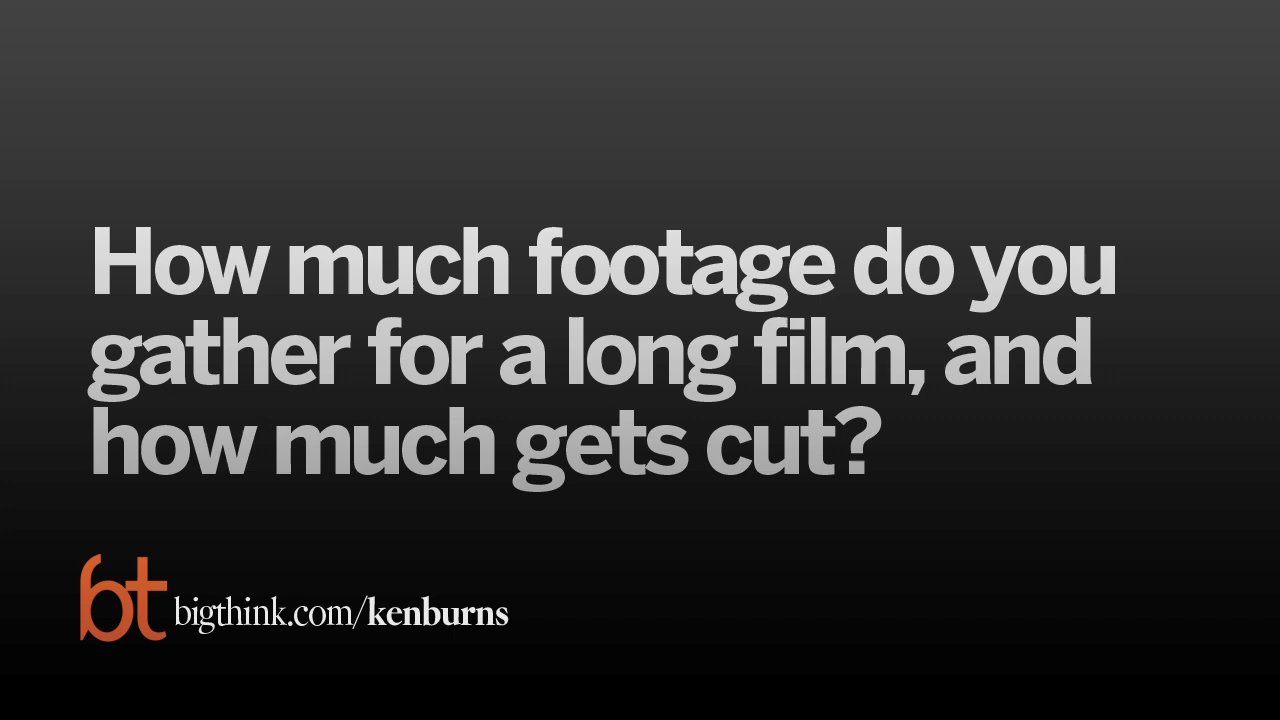 How much footage do you
gather for a long film, and
how much gets cut?
bt bigthink.com/kenburns